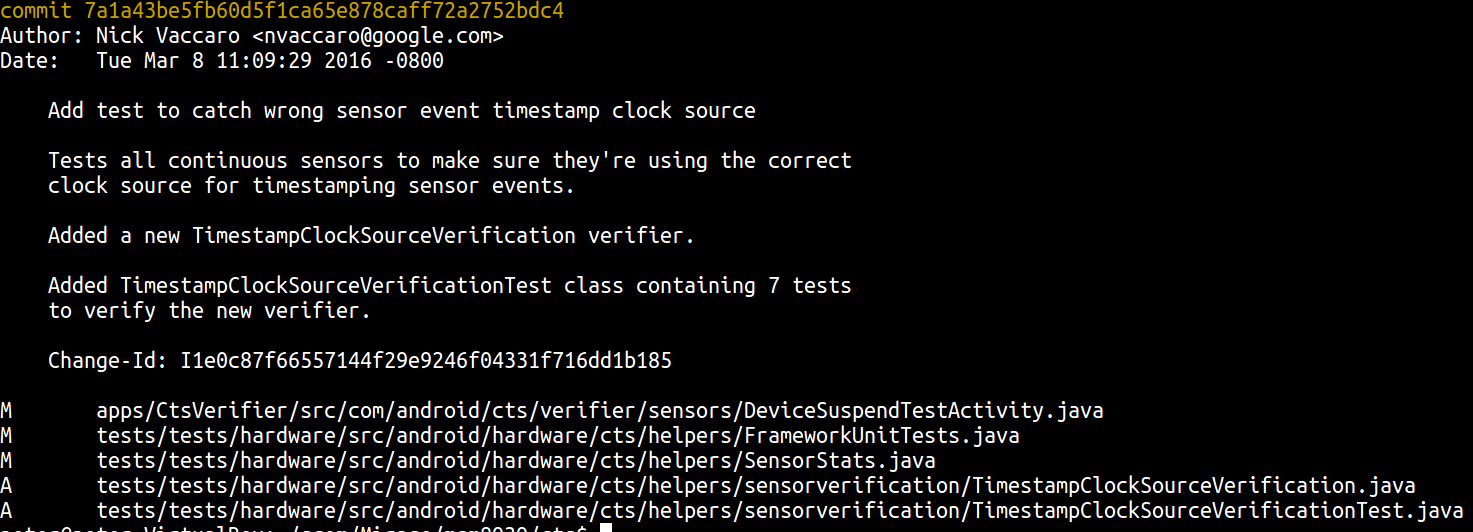 commit 7a1a43be5fb60d5f1ca65e878caff72a2752bdc4
Author: Nick Vaccaro <nvaccaro@google.com>
Date:   Tue Mar 8 11:09:29 2016 -0800
Add test to catch wrong sensor event timestamp clock source
Tests all continuous sensors to make sure they're using the correct
clock source for timestamping sensor events.
Added a new TimestampClockSourceVerification verifier.
Added TimestampClockSourceVerificationTest class containing 7 tests
to verify the new verifier.
Change-Id: I1e0c87f66557144f29e9246f04331f716dd1b185
M       apps/CtsVerifier/src/com/android/cts/verifier/sensors/DeviceSuspendTestActivity.java
M       tests/tests/hardware/src/android/hardware/cts/helpers/FrameworkUnitTests.java
M       tests/tests/hardware/src/android/hardware/cts/helpers/SensorStats.java
A       tests/tests/hardware/src/android/hardware/cts/helpers/sensorverification/TimestampClockSourceVerification.java
A       tests/tests/hardware/src/android/hardware/cts/helpers/sensorverification/TimestampClockSourceVerificationTest.java